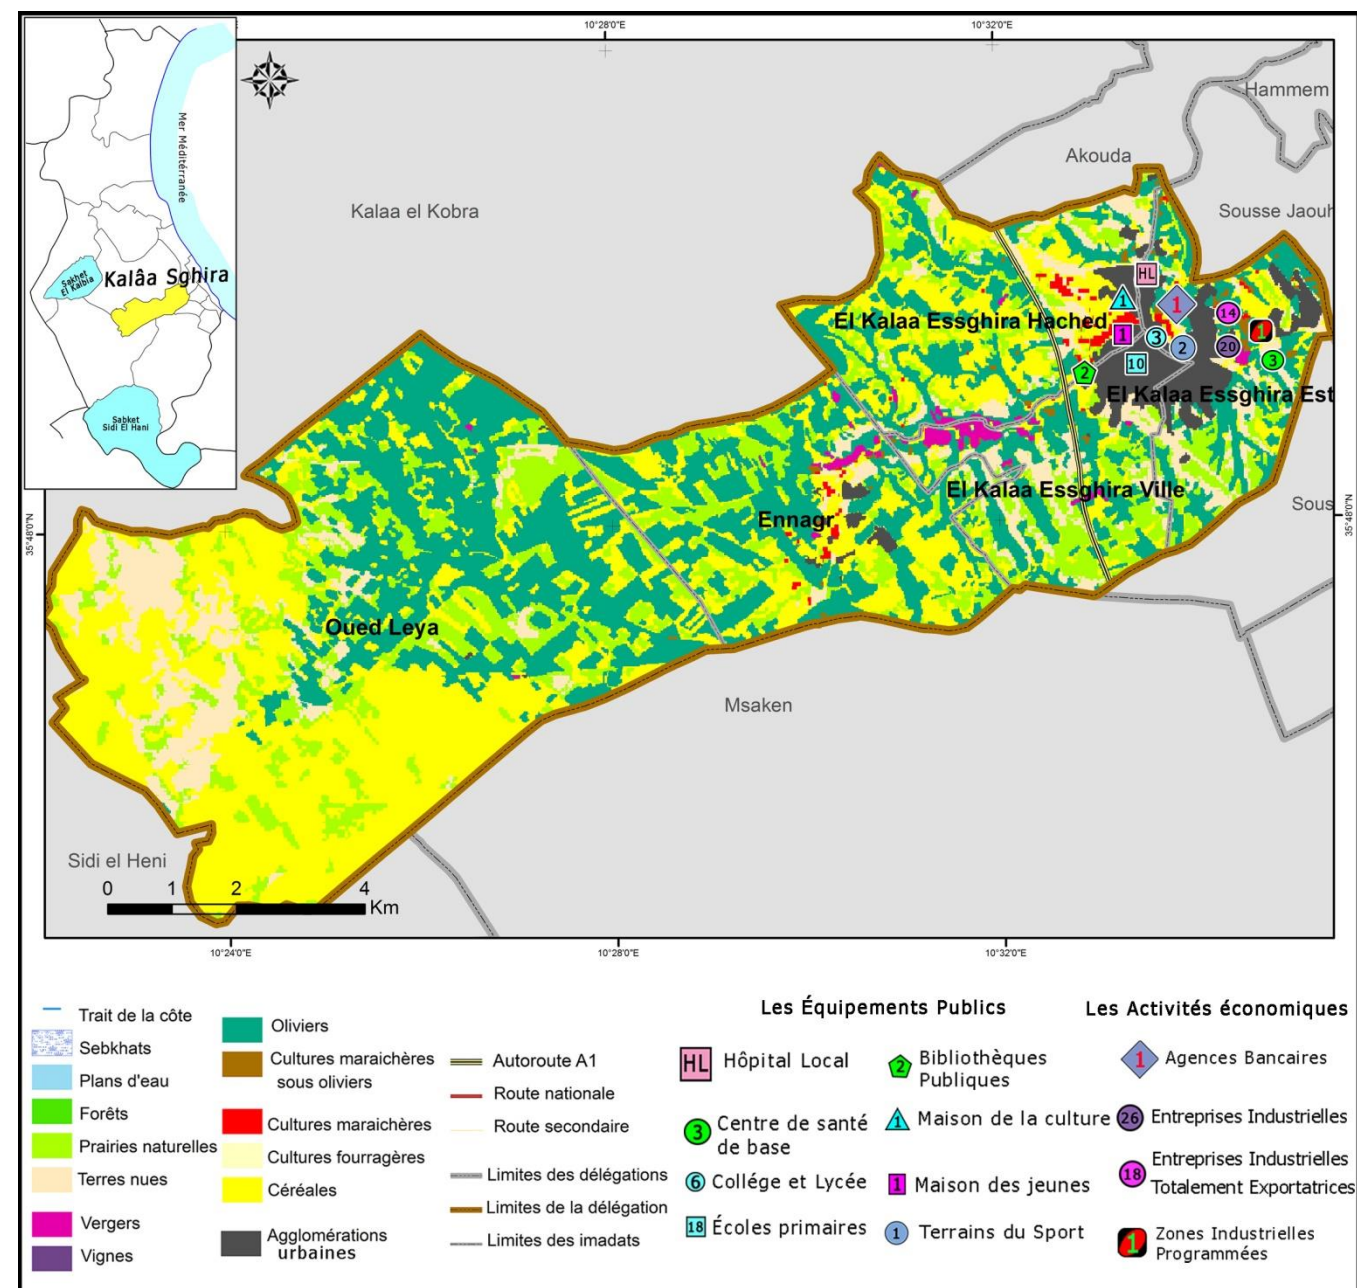 10°28'0"E
10°32'0"E
Mer Méditérranée
Sakhet
El Kalbia
Kalâa Sghira
Sabket
Sidi El Hani
Hammem
Akouda
Kalaa el Kobra
Sousse Jaouh
HL
1
1
14
El Kalaa Essghira Hached
1
3
2
20
1
3
10
2
El Kalaa Essghira Est
El Kalaa Essghira Ville
Sous
Ennagr
35°48'0"N
35°48'0"N
Oued Leya
Msaken
Sidi el Heni
0 1 2 4
Km
10°24'0"E
10°28'0"E
10°32'0"E
Trait de la côte
Sebkhats
Plans d'eau
Forêts
Prairies naturelles
Terres nues
Vergers
Vignes
Oliviers
Cultures maraichères
sous oliviers
Cultures maraichères
Cultures fourragères
Céréales
Agglomérations
urbaines
Autoroute A1
Route nationale
Route secondaire
Limites des délégations
Limites de la délégation
Limites des imadats
Les Équipements Publics
HL Hôpital Local
3 Centre de santé
de base
6 Collége et Lycée
18 Écoles primaires
2 Bibliothèques
Publiques
1 Maison de la culture
1 Maison des jeunes
1 Terrains du Sport
Les Activités économiques
1 Agences Bancaires
26 Entreprises Industrielles
18 Entreprises Industrielles
Totalement Exportatrices
1 Zones Industrielles
Programmées